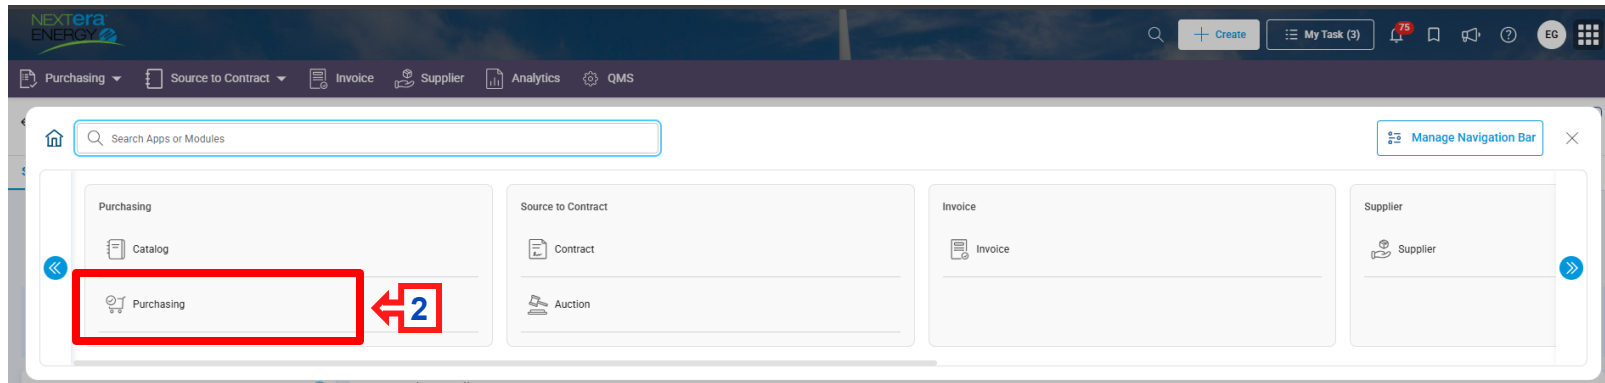 NEXTera
ENERGY
75
+ Create
My Task (3)
EG
Purchasing
Source to Contract
Invoice
Supplier
Analytics
QMS
Search Apps or Modules
Manage Navigation Bar
Purchasing
Source to Contract
Invoice
Supplier
Catalog
Contract
Invoice
Supplier
Purchasing
2
Auction